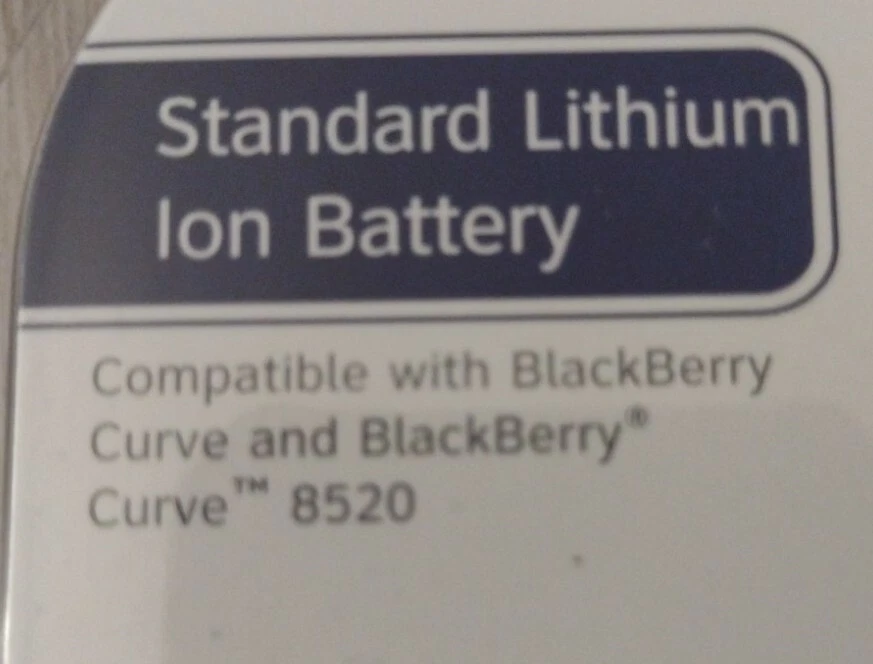 Standard Lithium
Ion Battery
Compatible with BlackBerry
Curve and BlackBerry®
Curve™ 8520